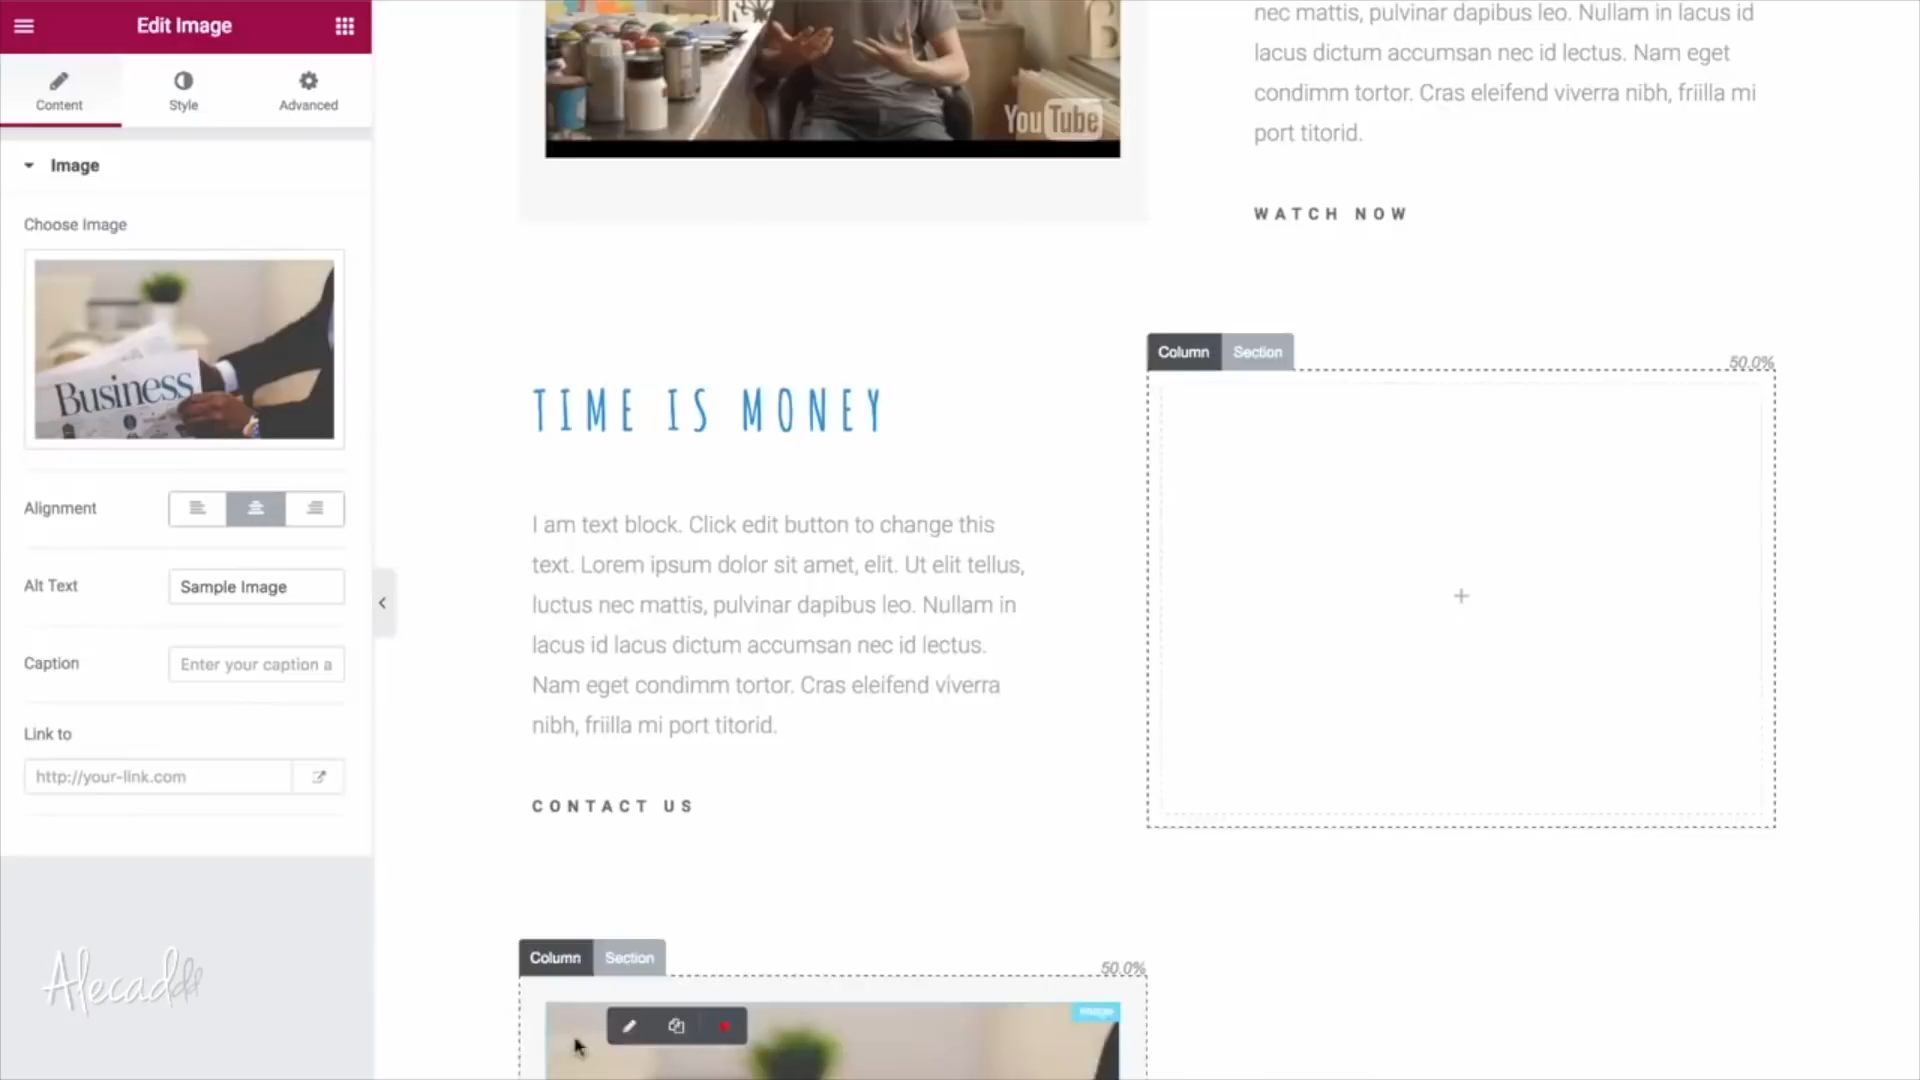 Edit Image
Content
Style
Advanced
Image
Choose Image
Business
Alignment
Alt Text
Sample Image
Caption
Enter your caption a
Link to
http://your-link.com
Alecaddd
YouTube
nec mattis, pulvinar dapibus leo. Nullam in lacus id
lacus dictum accumsan nec id lectus. Nam eget
condimm tortor. Cras eleifend viverra nibh, friilla mi
port titorid.
WATCH NOW
TIME IS MONEY
I am text block. Click edit button to change this
text. Lorem ipsum dolor sit amet, elit. Ut elit tellus,
luctus nec mattis, pulvinar dapibus leo. Nullam in
lacus id lacus dictum accumsan nec id lectus.
Nam eget condimm tortor. Cras eleifend viverra
nibh, friilla mi port titorid.
CONTACT US
Column
Section
50.0%
Column
Section
50.0%
Image